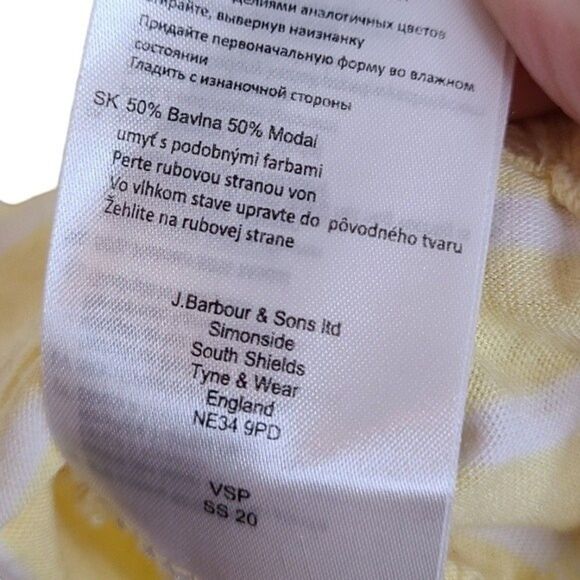 делиями аналогичных цветов
Стирайте, вывернув наизнанку
Придайте первоначальную форму во влажном
состоянии
Гладить с изнаночной стороны
SK 50% Bavlna 50% Modal
umyť s podobnými farbami
Perte rubovou stranou von
Vo vlhkom stave upravte do pôvodného tvaru
Žehlite na rubovej strane
J.Barbour & Sons ltd
Simonside
South Shields
Tyne & Wear
England
NE34 9PD
VSP
SS 20